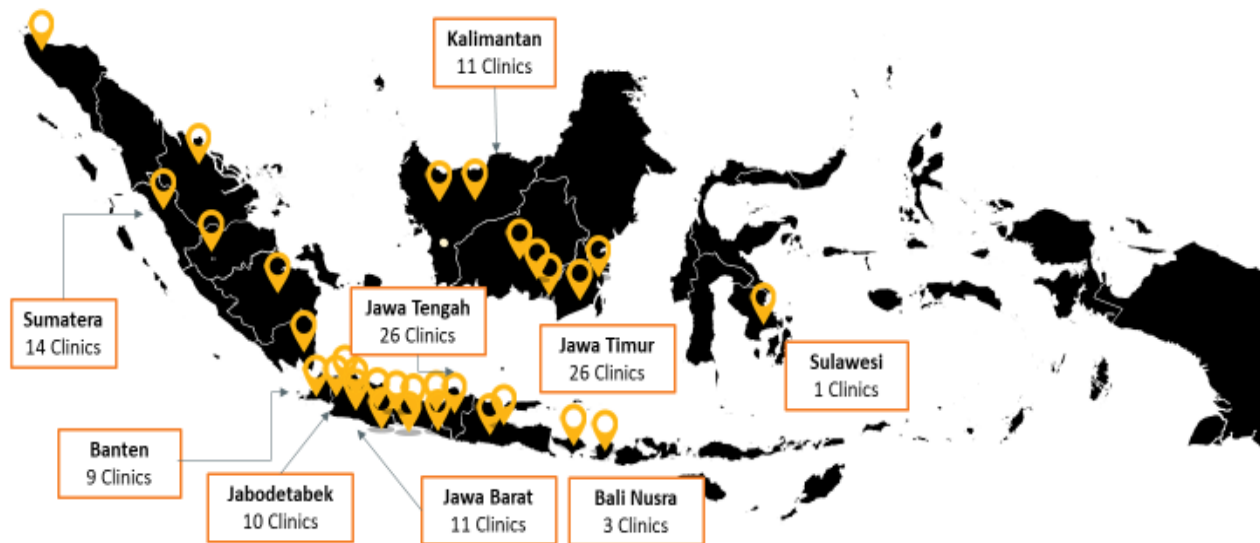 Kalimantan
11 Clinics
Sumatera
14 Clinics
Jawa Tengah
26 Clinics
Jawa Timur
26 Clinics
Sulawesi
1 Clinics
Banten
9 Clinics
Jabodetabek
10 Clinics
Jawa Barat
11 Clinics
Bali Nusra
3 Clinics